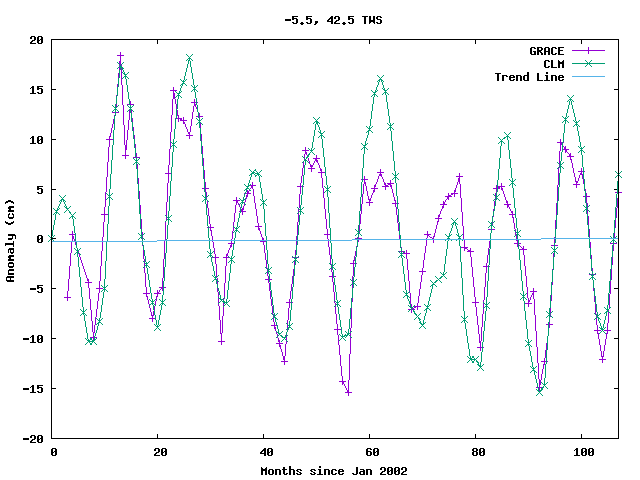 -5.5, 42.5 TWS
GRACE
CLM
Trend Line
Anomaly (cm)
20
15
10
5
0
-5
-10
-15
-20
0 20 40 60 80 100
Months since Jan 2002